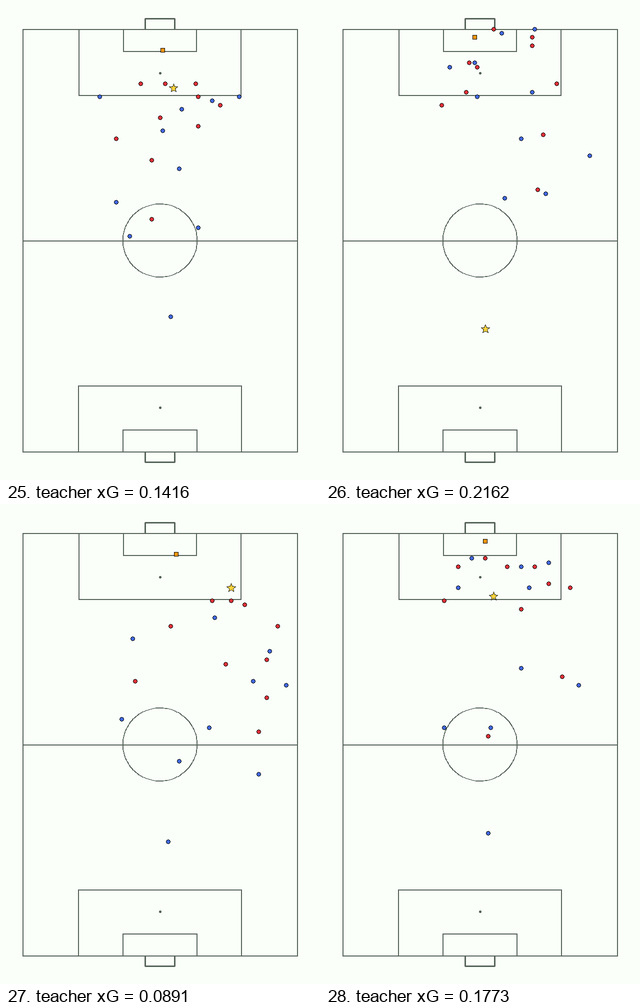 25. teacher xG = 0.1416
26. teacher xG = 0.2162
27. teacher xG = 0.0891
28. teacher xG = 0.1773